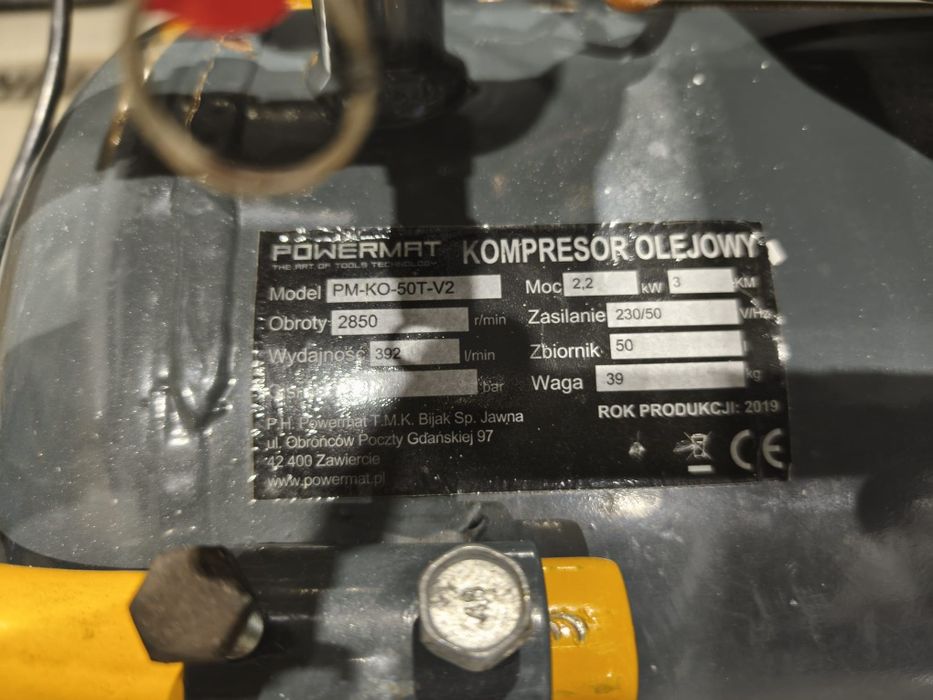 POWERMAT KOMPRESOR OLEJOWY
THE ART OF TOOLS TECHNOLOGY
Model PM-KO-50T-V2 Moc 2,2 kW 3 KM
Obroty 2850 r/min Zasilanie 230/50 V/Hz
Wydajność 392 l/min Zbiornik 50 l
bar Waga 39 kg
ROK PRODUKCJI: 2019
P.H. Powermat T.M.K. Bijak Sp. Jawna
ul. Obrońców Poczty Gdańskiej 97
42 400 Zawiercie
www.powermat.pl
CE